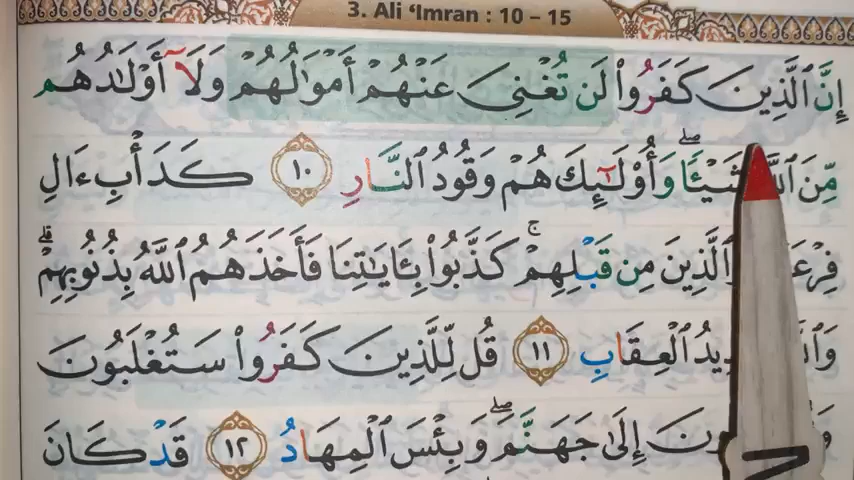 3. Ali ‘Imran : 10 – 15
إِنَّ ٱلَّذِينَ كَفَرُوا۟ لَن تُغْنِىَ عَنْهُمْ أَمْوَٰلُهُمْ وَلَآ أَوْلَٰدُهُم
مِّنَ شَيْـًٔا ۖ وَأُو۟لَٰٓئِكَ هُمْ وَقُودُ ٱلنَّارِ ١٠ كَدَأْبِ ءَالِ
ٱلَّذِينَ مِن قَبْلِهِمْ ۚ كَذَّبُوا۟ بِـَٔايَٰتِنَا فَأَخَذَهُمُ ٱللَّهُ بِذُنُوبِهِمْ ۗ
ٱلْعِقَابِ ١١ قُل لِّلَّذِينَ كَفَرُوا۟ سَتُغْلَبُونَ
إِلَىٰ جَهَنَّمَ ۖ وَبِئْسَ ٱلْمِهَادُ ١٢ قَدْ كَانَ